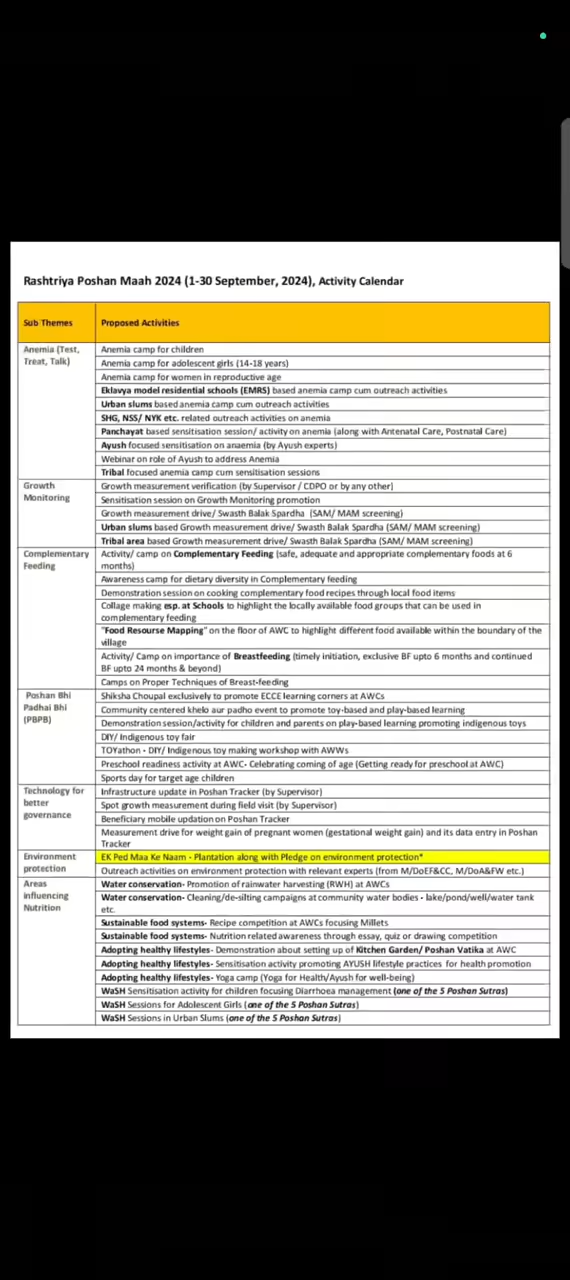 Rashtriya Poshan Maah 2024 (1-30 September, 2024), Activity Calendar
Sub Themes
Proposed Activities
Anemia (Test,
Treat, Talk)
Anemia camp for children
Anemia camp for adolescent girls (14-18 years)
Anemia camp for women in reproductive age
Eklavya model residential schools (EMRS) based anemia camp cum outreach activities
Urban slums based anemia camp cum outreach activities
SHG, NSS/ NYK etc. related outreach activities on anemia
Panchayat based sensitisation session/ activity on anemia (along with Antenatal Care, Postnatal Care)
Ayush focused sensitisation on anaemia (by Ayush experts)
Webinar on role of Ayush to address Anemia
Tribal focused anemia camp cum sensitisation sessions
Growth
Monitoring
Growth measurement verification (by Supervisor / CDPO or by any other)
Sensitisation session on Growth Monitoring promotion
Growth measurement drive/ Swasth Balak Spardha (SAM/ MAM screening)
Urban slums based Growth measurement drive/ Swasth Balak Spardha (SAM/ MAM screening)
Tribal area based Growth measurement drive/ Swasth Balak Spardha (SAM/ MAM screening)
Complementary
Feeding
Activity/ camp on Complementary Feeding (safe, adequate and appropriate complementary foods at 6
months)
Awareness camp for dietary diversity in Complementary feeding
Demonstration session on cooking complementary food recipes through local food items
Collage making esp. at Schools to highlight the locally available food groups that can be used in
complementary feeding
"Food Resourse Mapping" on the floor of AWC to highlight different food available within the boundary of the
village
Activity/ Camp on importance of Breastfeeding (timely initiation, exclusive BF upto 6 months and continued
BF upto 24 months & beyond)
Camps on Proper Techniques of Breast-feeding
Poshan Bhi
Padhai Bhi
(PBPB)
Shiksha Choupal exclusively to promote ECCE learning corners at AWCs
Community centered khelo aur padho event to promote toy-based and play-based learning
Demonstration session/activity for children and parents on play-based learning promoting indigenous toys
DIY/ Indigenous toy fair
TOYathon - DIY/ Indigenous toy making workshop with AWWs
Preschool readiness activity at AWC- Celebrating coming of age (Getting ready for preschool at AWC)
Sports day for target age children
Technology for
better
governance
Infrastructure update in Poshan Tracker (by Supervisor)
Spot growth measurement during field visit (by Supervisor)
Beneficiary mobile updation on Poshan Tracker
Measurement drive for weight gain of pregnant women (gestational weight gain) and its data entry in Poshan
Tracker
Environment
protection
EK Ped Maa Ke Naam - Plantation along with Pledge on environment protection*
Outreach activities on environment protection with relevant experts (from M/DoEF&CC, M/DoA&FW etc.)
Areas
influencing
Nutrition
Water conservation- Promotion of rainwater harvesting (RWH) at AWCs
Water conservation- Cleaning/de-silting campaigns at community water bodies - lake/pond/well/water tank
etc.
Sustainable food systems- Recipe competition at AWCs focusing Millets
Sustainable food systems- Nutrition related awareness through essay, quiz or drawing competition
Adopting healthy lifestyles- Demonstration about setting up of Kitchen Garden/ Poshan Vatika at AWC
Adopting healthy lifestyles- Sensitisation activity promoting AYUSH lifestyle practices for health promotion
Adopting healthy lifestyles- Yoga camp (Yoga for Health/Ayush for well-being)
WaSH Sensitisation activity for children focusing Diarrhoea management (one of the 5 Poshan Sutras)
WaSH Sessions for Adolescent Girls (one of the 5 Poshan Sutras)
WaSH Sessions in Urban Slums (one of the 5 Poshan Sutras)